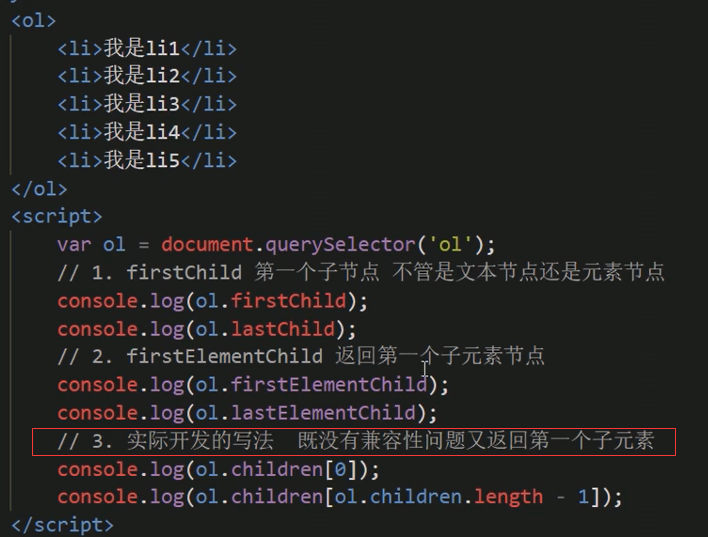 <ol>
<li>我是li1</li>
<li>我是li2</li>
<li>我是li3</li>
<li>我是li4</li>
<li>我是li5</li>
</ol>
<script>
var ol = document.querySelector('ol');
// 1. firstChild 第一个子节点 不管是文本节点还是元素节点
console.log(ol.firstChild);
console.log(ol.lastChild);
// 2. firstElementChild 返回第一个子元素节点
console.log(ol.firstElementChild);
console.log(ol.lastElementChild);
// 3. 实际开发的写法  既没有兼容性问题又返回第一个子元素
console.log(ol.children[0]);
console.log(ol.children[ol.children.length - 1]);
</script>